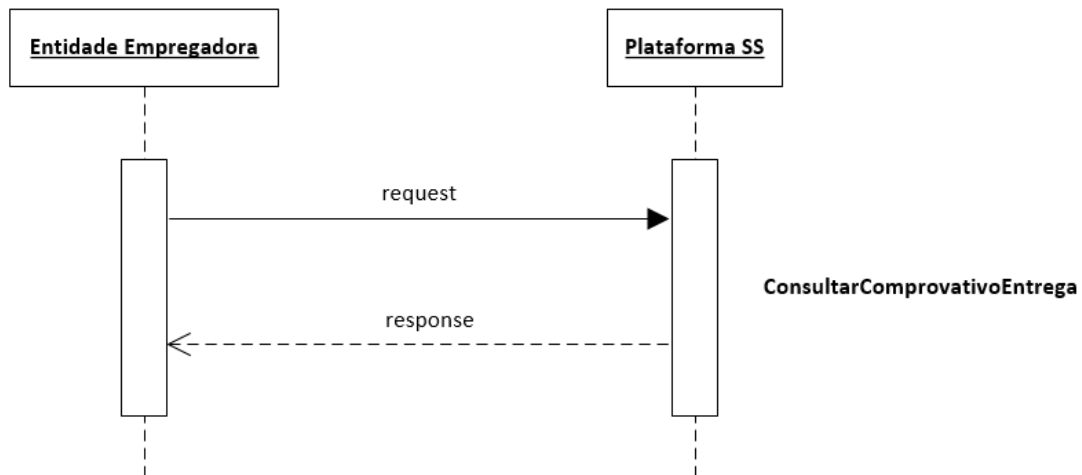 Entidade Empregadora
Plataforma SS
request
ConsultarComprovativoEntrega
response